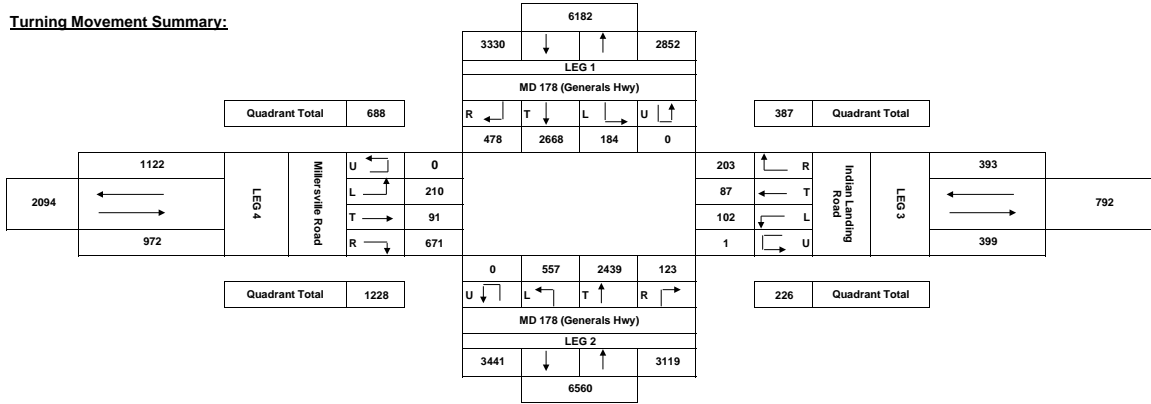 Turning Movement Summary:
6182
3330 2852
LEG 1
MD 178 (Generals Hwy)
Quadrant Total 688
R T L U
387 Quadrant Total
478 2668 184 0
1122
U 0
203 R
393
2094
LEG 4
Millersville Road
L 210
87 T
Indian Landing
Road
LEG 3
792
T 91
102 L
972
R 671
1 U
399
0 557 2439 123
Quadrant Total 1228
U L T R
226 Quadrant Total
MD 178 (Generals Hwy)
LEG 2
3441 3119
6560